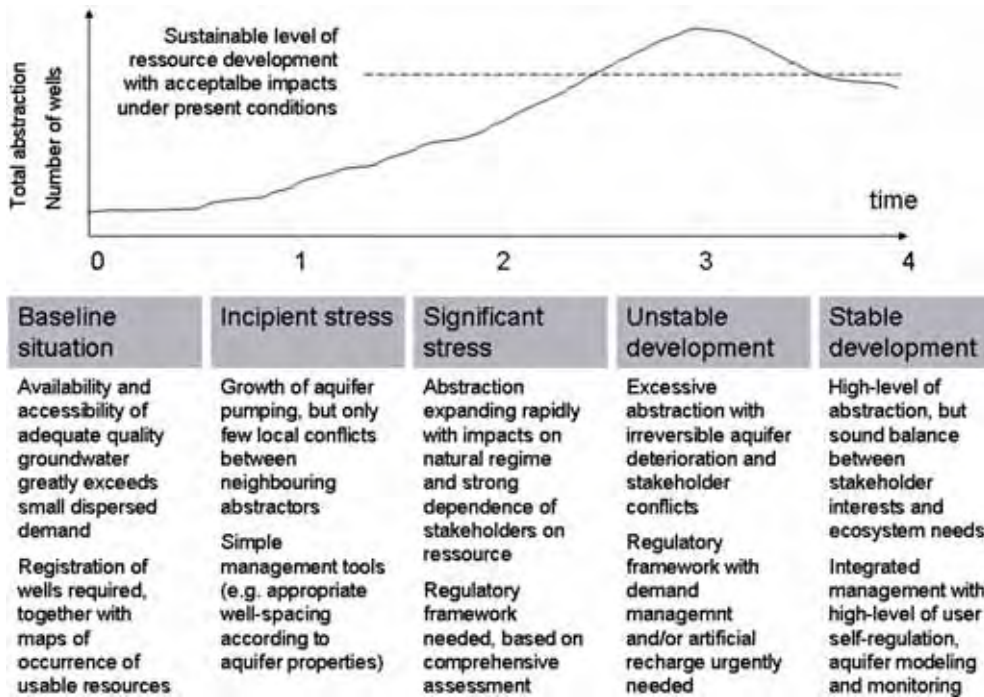 Sustainable level of
ressource development
with acceptalbe impacts
under present conditions
Total abstraction
Number of wells
time
0 1 2 3 4
Baseline
situation
Availability and
accessibility of
adequate quality
groundwater
greatly exceeds
small dispersed
demand
Registration of
wells required,
together with
maps of
occurrence of
usable resources
Incipient stress
Growth of aquifer
pumping, but only
few local conflicts
between
neighbouring
abstractors
Simple
management tools
(e.g. appropriate
well-spacing
according to
aquifer properties)
Significant
stress
Abstraction
expanding rapidly
with impacts on
natural regime
and strong
dependence of
stakeholders on
ressource
Regulatory
framework
needed, based on
comprehensive
assessment
Unstable
development
Excessive
abstraction with
irreversible aquifer
deterioration and
stakeholder
conflicts
Regulatory
framework with
demand
managemnt
and/or artificial
recharge urgently
needed
Stable
development
High-level of
abstraction, but
sound balance
between
stakeholder
interests and
ecosystem needs
Integrated
management with
high-level of user
self-regulation,
aquifer modeling
and monitoring